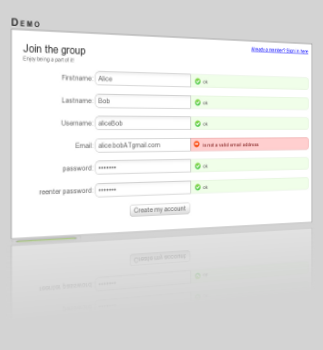 DEMO
Join the group
Enjoy being a part of it!
Already a member? Sign in here
Firstname: Alice ok
Lastname: Bob ok
Username: aliceBob ok
Email: alice.bobATgmail.com is not a valid email address
password: ••••••• ok
reenter password: ••••••• ok
Create my account